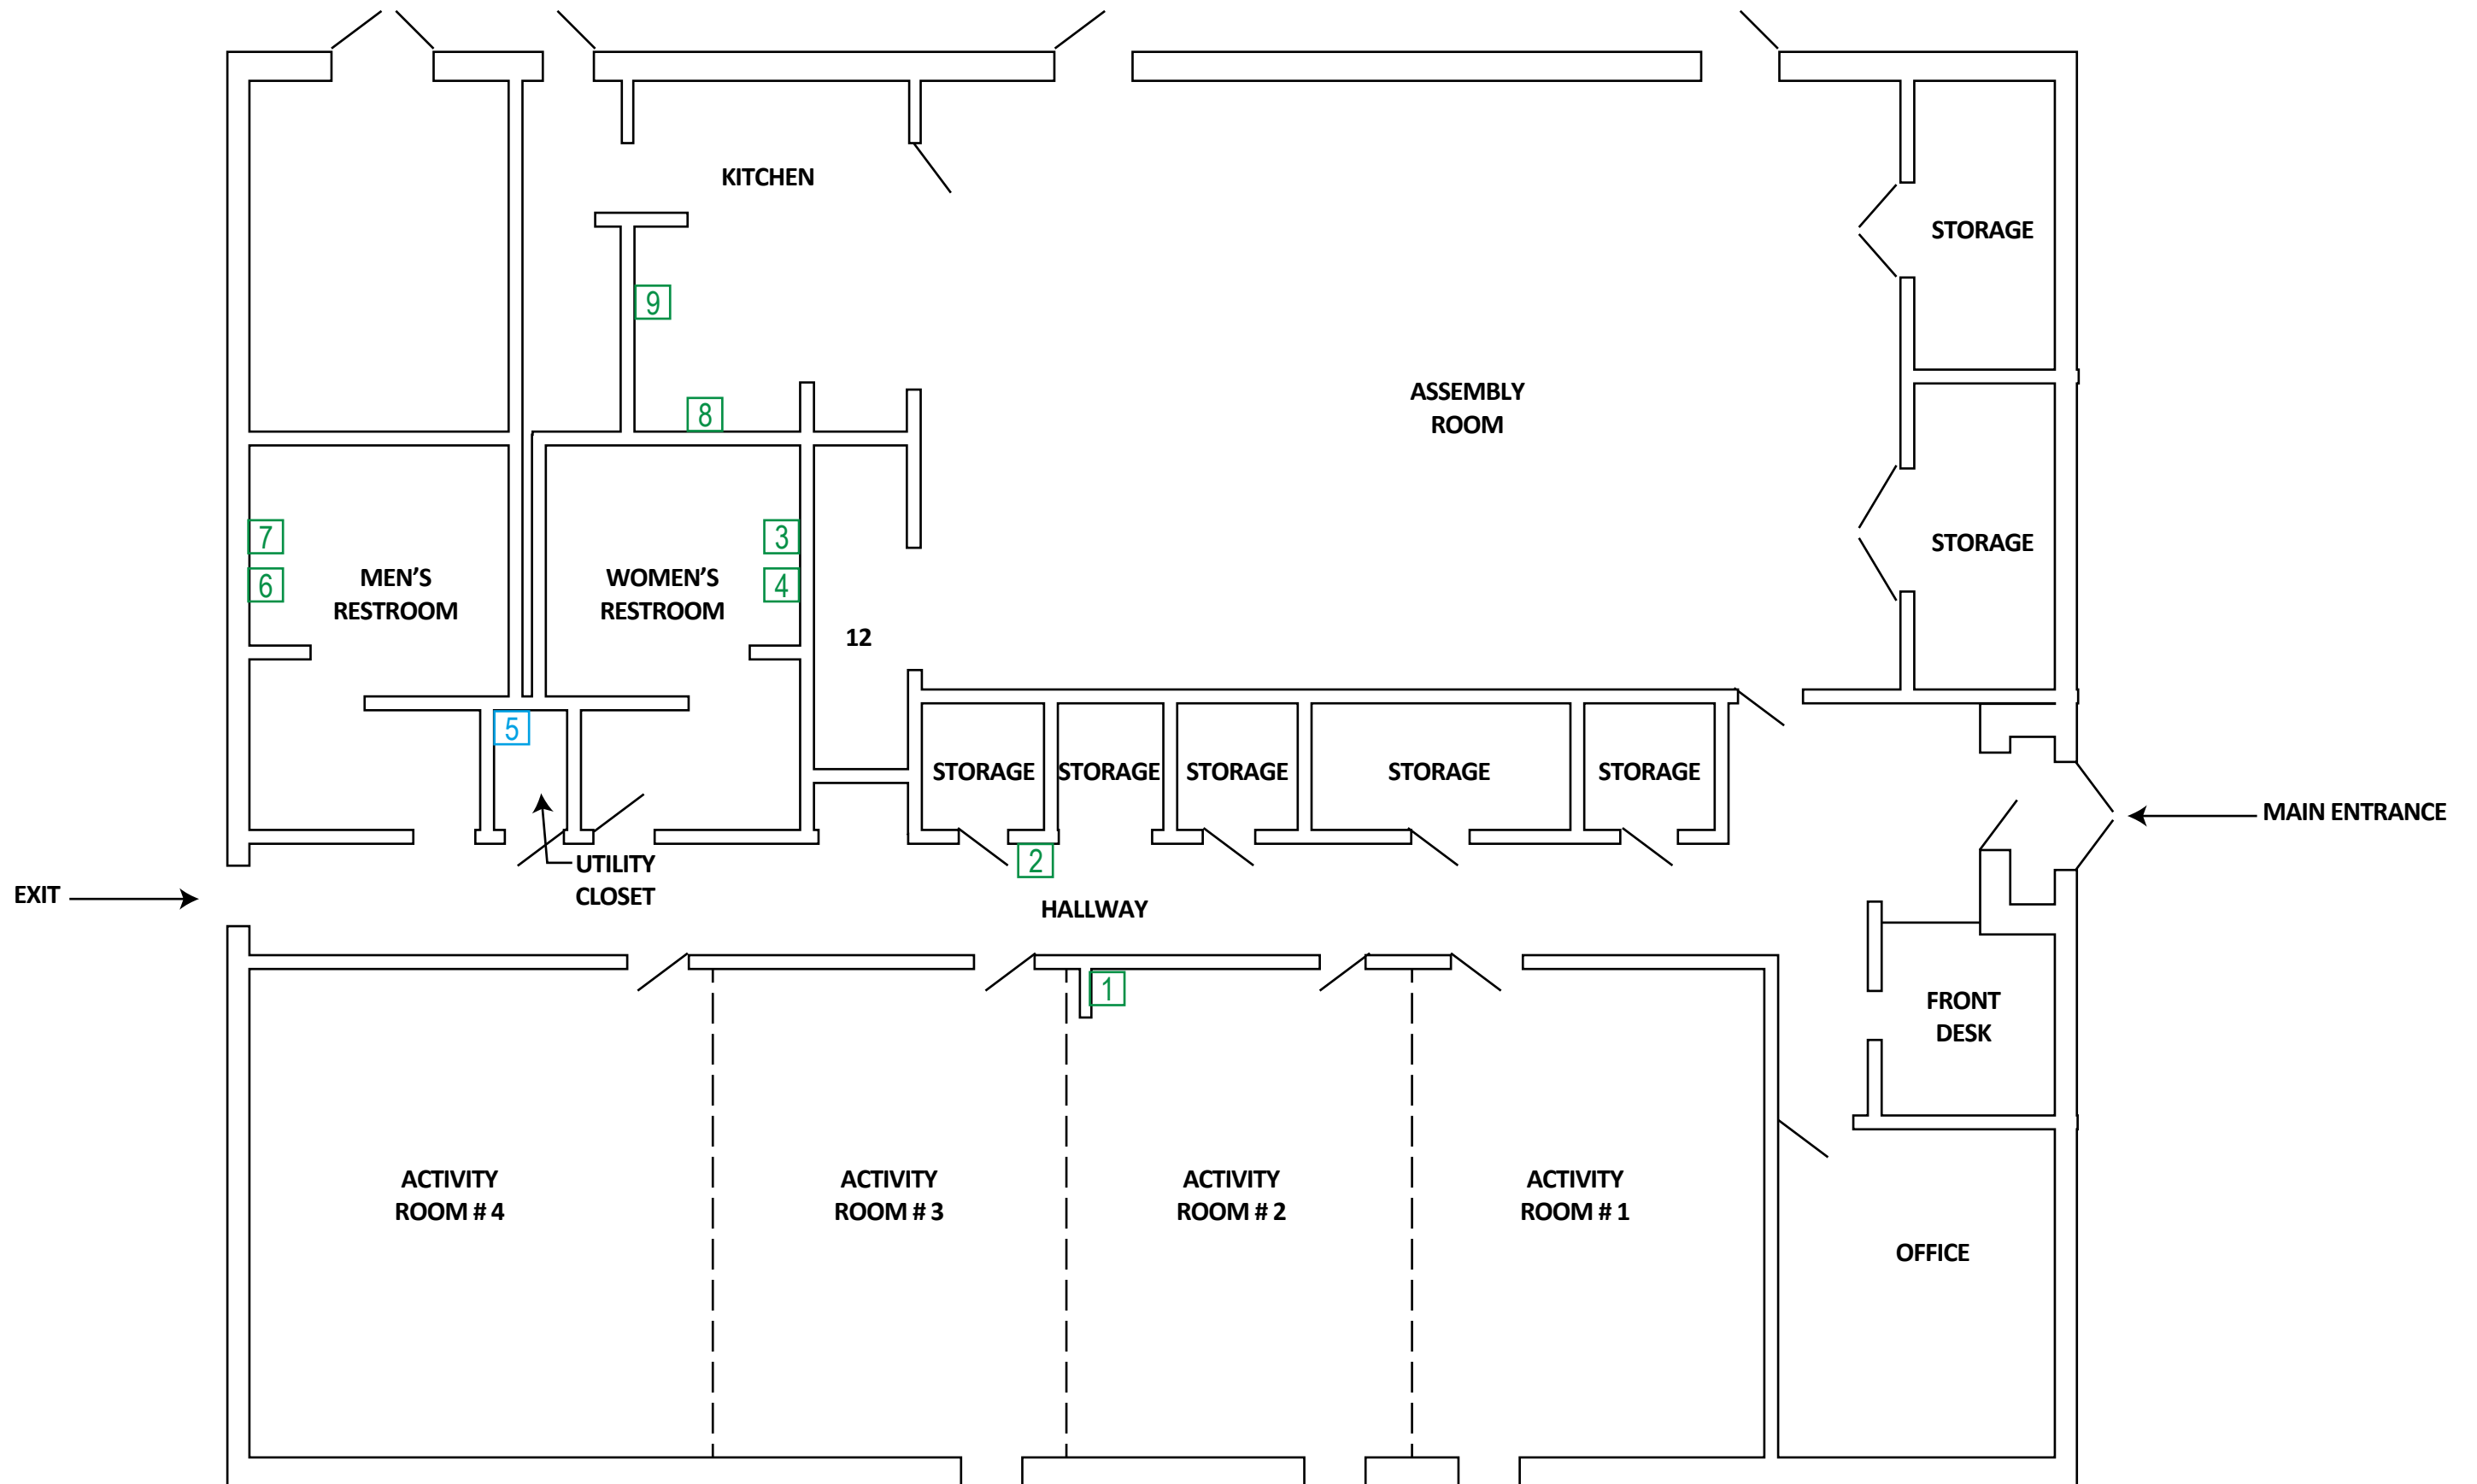 KITCHEN
STORAGE
9
ASSEMBLY
ROOM
8
7
3
STORAGE
6
MEN'S
RESTROOM
WOMEN'S
RESTROOM
4
12
5
STORAGE
STORAGE
STORAGE
STORAGE
STORAGE
MAIN ENTRANCE
2
UTILITY
CLOSET
EXIT
HALLWAY
1
FRONT
DESK
ACTIVITY
ROOM # 4
ACTIVITY
ROOM # 3
ACTIVITY
ROOM # 2
ACTIVITY
ROOM # 1
OFFICE